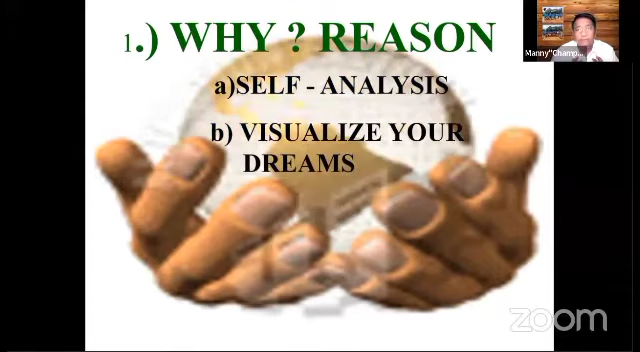 1.) WHY ? REASON
a)SELF - ANALYSIS
b) VISUALIZE YOUR
DREAMS
Manny"Champ...
zoom